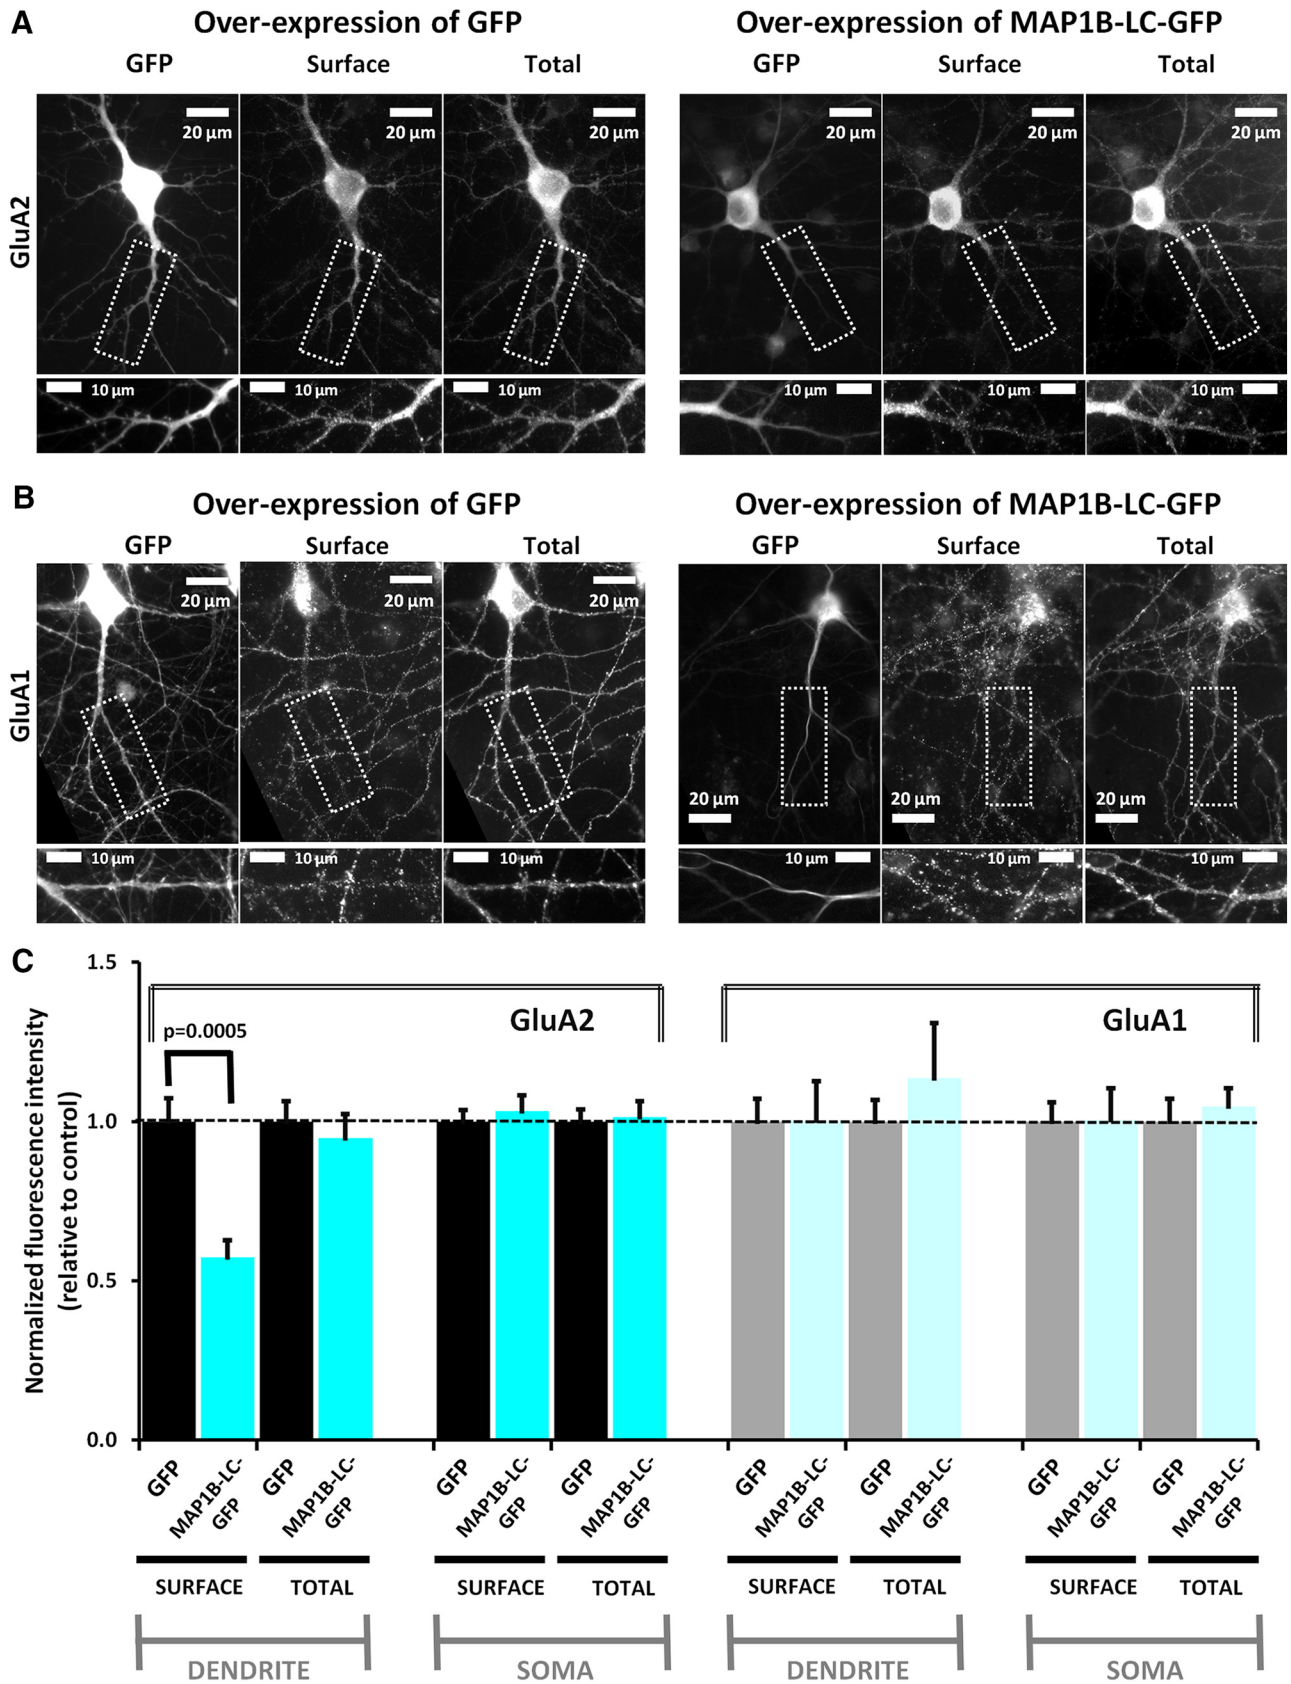 A
Over-expression of GFP
Over-expression of MAP1B-LC-GFP
GFP
Surface
Total
GFP
Surface
Total
GluA2
20 µm
20 µm
20 µm
20 µm
20 µm
20 µm
10 µm
10 µm
10 µm
10 µm
10 µm
10 µm
B
Over-expression of GFP
Over-expression of MAP1B-LC-GFP
GFP
Surface
Total
GFP
Surface
Total
GluA1
20 µm
20 µm
20 µm
20 µm
20 µm
20 µm
10 µm
10 µm
10 µm
10 µm
10 µm
10 µm
C
Normalized fluorescence intensity
(relative to control)
1.5
1.0
0.5
0.0
p=0.0005
GluA2
GluA1
GFP
MAP1B-LC-
GFP
GFP
MAP1B-LC-
GFP
GFP
MAP1B-LC-
GFP
GFP
MAP1B-LC-
GFP
GFP
MAP1B-LC-
GFP
GFP
MAP1B-LC-
GFP
GFP
MAP1B-LC-
GFP
GFP
MAP1B-LC-
GFP
SURFACE
TOTAL
SURFACE
TOTAL
SURFACE
TOTAL
SURFACE
TOTAL
DENDRITE
SOMA
DENDRITE
SOMA